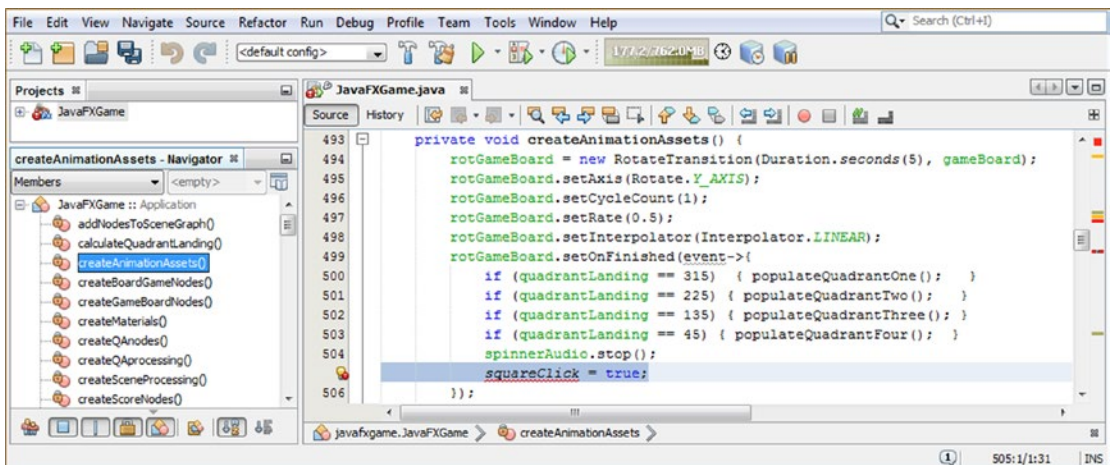 File Edit View Navigate Source Refactor Run Debug Profile Team Tools Window Help
Search (Ctrl+I)
<default config>
177.2/762.0MB
Projects
JavaFXGame
createAnimationAssets - Navigator
Members
<empty>
JavaFXGame :: Application
addNodesToSceneGraph()
calculateQuadrantLanding()
createAnimationAssets()
createBoardGameNodes()
createGameBoardNodes()
createMaterials()
createQAnodes()
createQAprocessing()
createSceneProcessing()
createScoreNodes()
JavaFXGame.java
Source History
493 private void createAnimationAssets() {
494 rotGameBoard = new RotateTransition(Duration.seconds(5), gameBoard);
495 rotGameBoard.setAxis(Rotate.Y_AXIS);
496 rotGameBoard.setCycleCount(1);
497 rotGameBoard.setRate(0.5);
498 rotGameBoard.setInterpolator(Interpolator.LINEAR);
499 rotGameBoard.setOnFinished(event->{
500 if (quadrantLanding == 315) { populateQuadrantOne(); }
501 if (quadrantLanding == 225) { populateQuadrantTwo(); }
502 if (quadrantLanding == 135) { populateQuadrantThree(); }
503 if (quadrantLanding == 45) { populateQuadrantFour(); }
504 spinnerAudio.stop();
squareClick = true;
506 });
javafxgame.JavaFXGame createAnimationAssets
1 505:1/1:31 INS